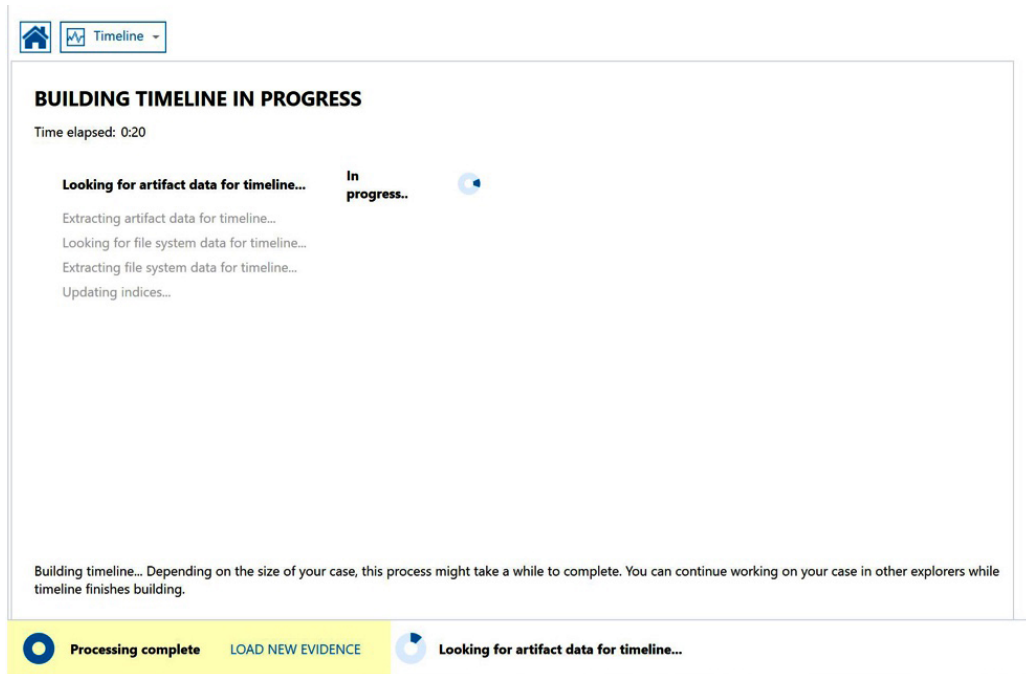 Timeline
BUILDING TIMELINE IN PROGRESS
Time elapsed: 0:20
Looking for artifact data for timeline...
In
progress..
Extracting artifact data for timeline...
Looking for file system data for timeline...
Extracting file system data for timeline...
Updating indices...
Building timeline... Depending on the size of your case, this process might take a while to complete. You can continue working on your case in other explorers while
timeline finishes building.
Processing complete LOAD NEW EVIDENCE Looking for artifact data for timeline...